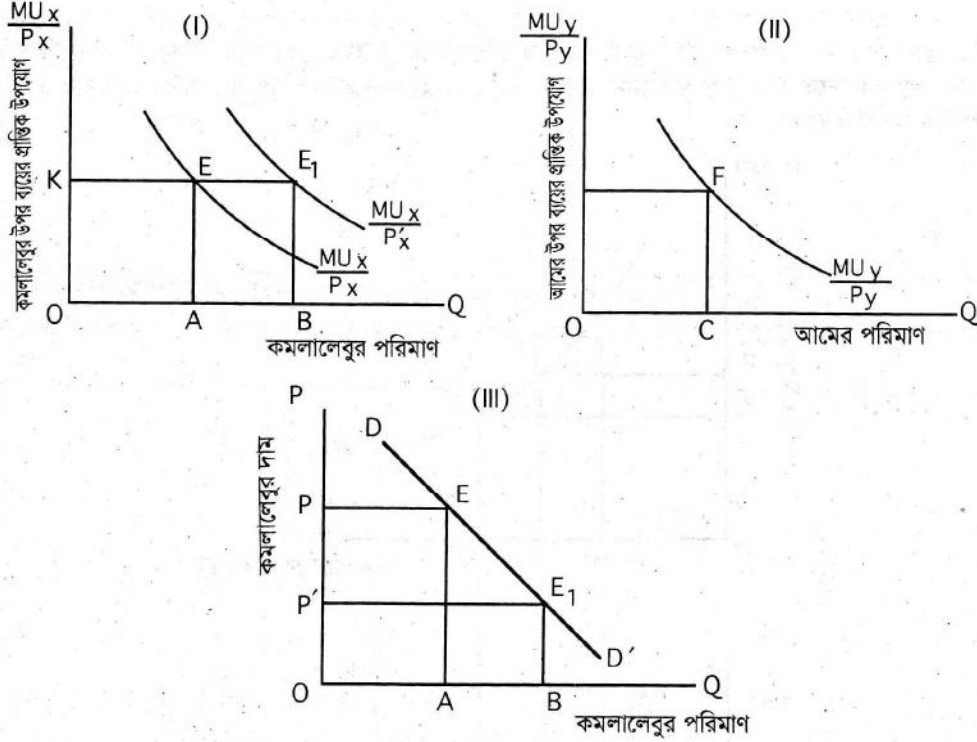 (I)
MUx
Px
কমলালেবুর উপর ব্যয়ের প্রান্তিক উপযোগ
K
E
E1
MUx
P′x
MUx
Px
O
A
B
Q
কমলালেবুর পরিমাণ
(II)
MUy
Py
আমের উপর ব্যয়ের প্রান্তিক উপযোগ
F
MUy
Py
O
C
Q
আমের পরিমাণ
(III)
P
কমলালেবুর দাম
D
P
E
P′
E1
D′
O
A
B
Q
কমলালেবুর পরিমাণ